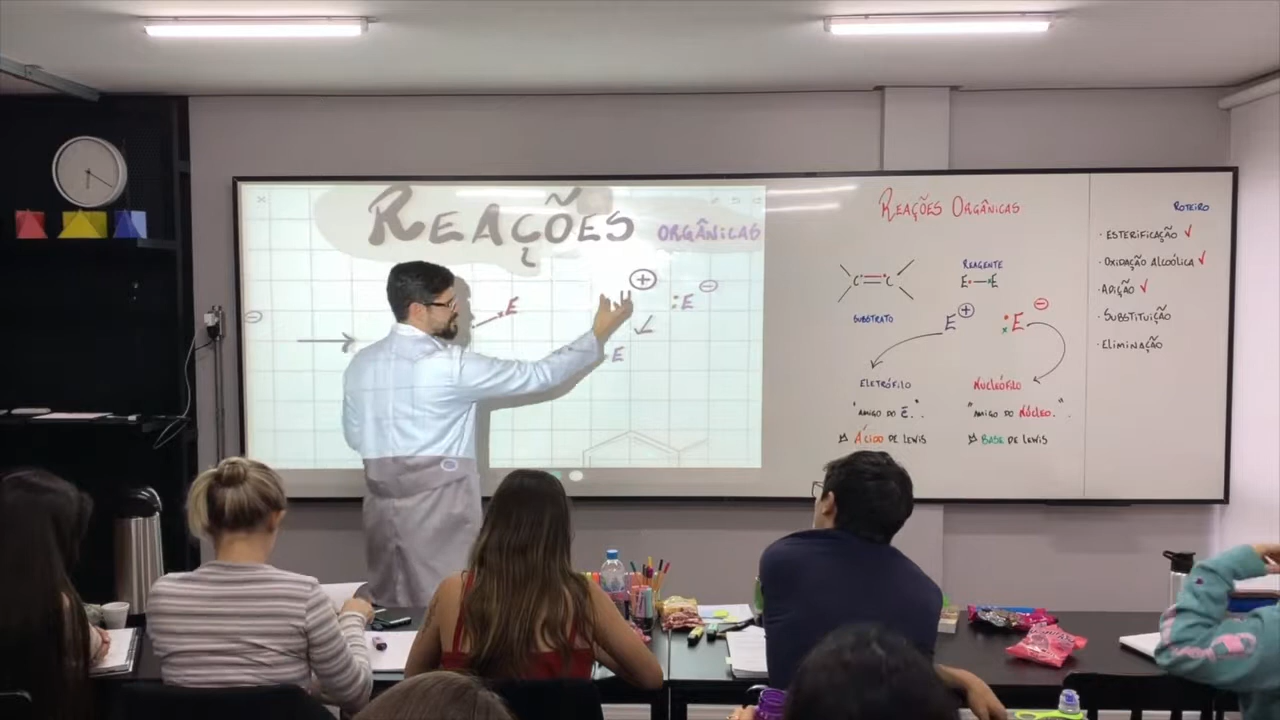 REAÇÕES
ORGÂNICAS
E
+
:E
-
E
-
REAÇÕES ORGÂNICAS
C = C
REAGENTE
E•—×E
SUBSTRATO
E+
E-
ELETRÓFILO
NUCLEÓFILO
"AMIGO DO E̅."
"AMIGO DO NÚCLEO."
ÁCIDO DE LEWIS
BASE DE LEWIS
ROTEIRO
· ESTERIFICAÇÃO ✓
· OXIDAÇÃO ALCOÓLICA ✓
· ADIÇÃO ✓
· SUBSTITUIÇÃO
· ELIMINAÇÃO